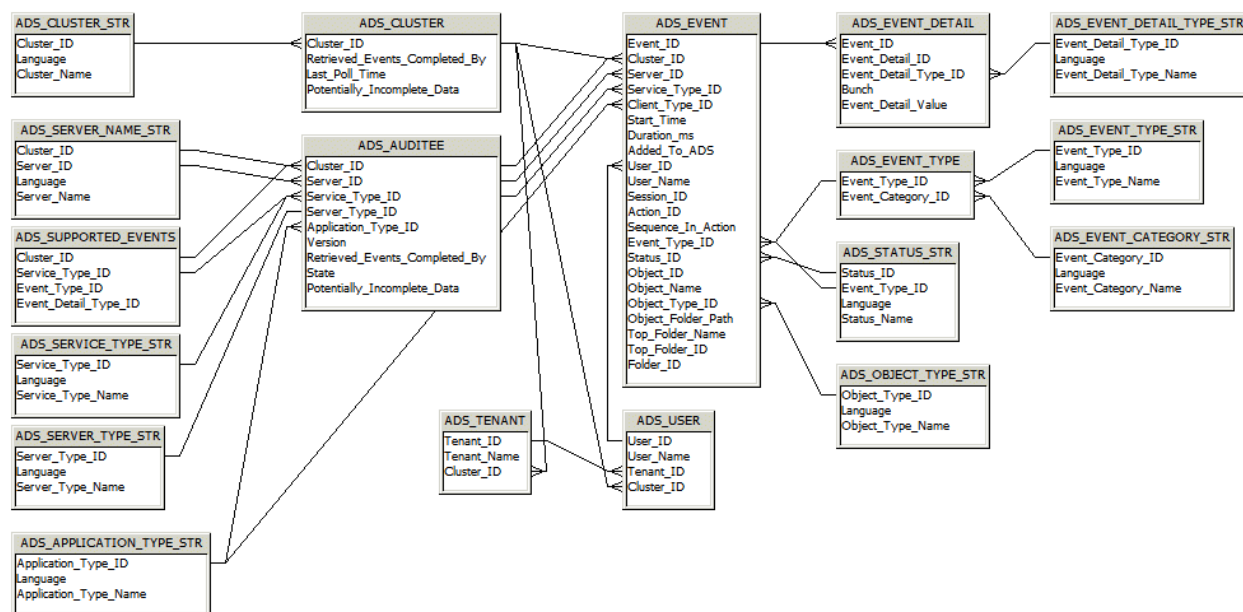 ADS_CLUSTER_STR
Cluster_ID
Language
Cluster_Name
ADS_SERVER_NAME_STR
Cluster_ID
Server_ID
Language
Server_Name
ADS_SUPPORTED_EVENTS
Cluster_ID
Service_Type_ID
Event_Type_ID
Event_Detail_Type_ID
ADS_SERVICE_TYPE_STR
Service_Type_ID
Language
Service_Type_Name
ADS_SERVER_TYPE_STR
Server_Type_ID
Language
Server_Type_Name
ADS_APPLICATION_TYPE_STR
Application_Type_ID
Language
Application_Type_Name
ADS_CLUSTER
Cluster_ID
Retrieved_Events_Completed_By
Last_Poll_Time
Potentially_Incomplete_Data
ADS_AUDITEE
Cluster_ID
Server_ID
Service_Type_ID
Server_Type_ID
Application_Type_ID
Version
Retrieved_Events_Completed_By
State
Potentially_Incomplete_Data
ADS_TENANT
Tenant_ID
Tenant_Name
Cluster_ID
ADS_EVENT
Event_ID
Cluster_ID
Server_ID
Service_Type_ID
Client_Type_ID
Start_Time
Duration_ms
Added_To_ADS
User_ID
User_Name
Session_ID
Action_ID
Sequence_In_Action
Event_Type_ID
Status_ID
Object_ID
Object_Name
Object_Type_ID
Object_Folder_Path
Top_Folder_Name
Top_Folder_ID
Folder_ID
ADS_USER
User_ID
User_Name
Tenant_ID
Cluster_ID
ADS_EVENT_DETAIL
Event_ID
Event_Detail_ID
Event_Detail_Type_ID
Bunch
Event_Detail_Value
ADS_EVENT_TYPE
Event_Type_ID
Event_Category_ID
ADS_STATUS_STR
Status_ID
Event_Type_ID
Language
Status_Name
ADS_OBJECT_TYPE_STR
Object_Type_ID
Language
Object_Type_Name
ADS_EVENT_DETAIL_TYPE_STR
Event_Detail_Type_ID
Language
Event_Detail_Type_Name
ADS_EVENT_TYPE_STR
Event_Type_ID
Language
Event_Type_Name
ADS_EVENT_CATEGORY_STR
Event_Category_ID
Language
Event_Category_Name